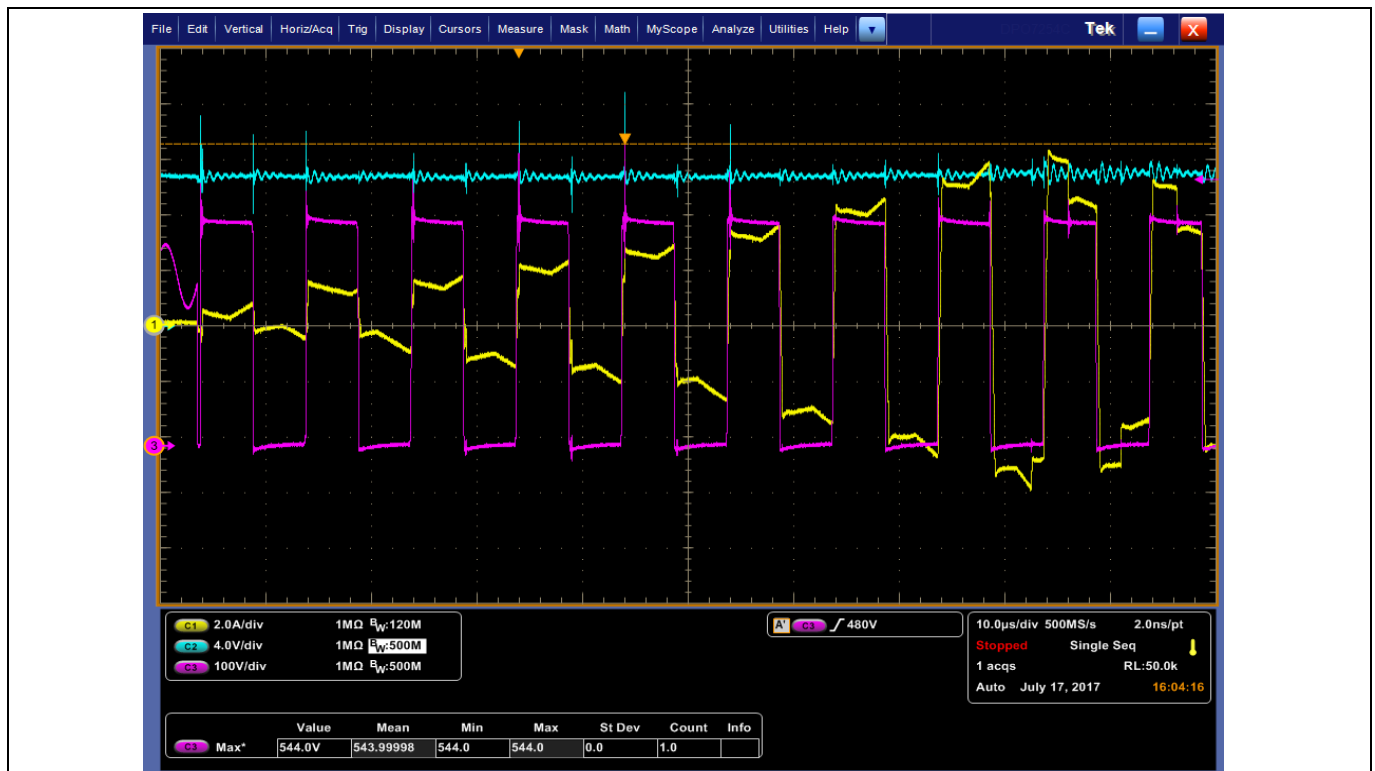 File Edit Vertical Horiz/Acq Trig Display Cursors Measure Mask Math MyScope Analyze Utilities Help Tek X
1
3
C1 2.0A/div 1MΩ BW:120M
C2 4.0V/div 1MΩ BW:500M
C3 100V/div 1MΩ BW:500M
A' C3 480V
10.0µs/div 500MS/s 2.0ns/pt
Stopped Single Seq
1 acqs RL:50.0k
Auto July 17, 2017 16:04:16
Value Mean Min Max St Dev Count Info
C3 Max* 544.0V 543.99998 544.0 544.0 0.0 1.0